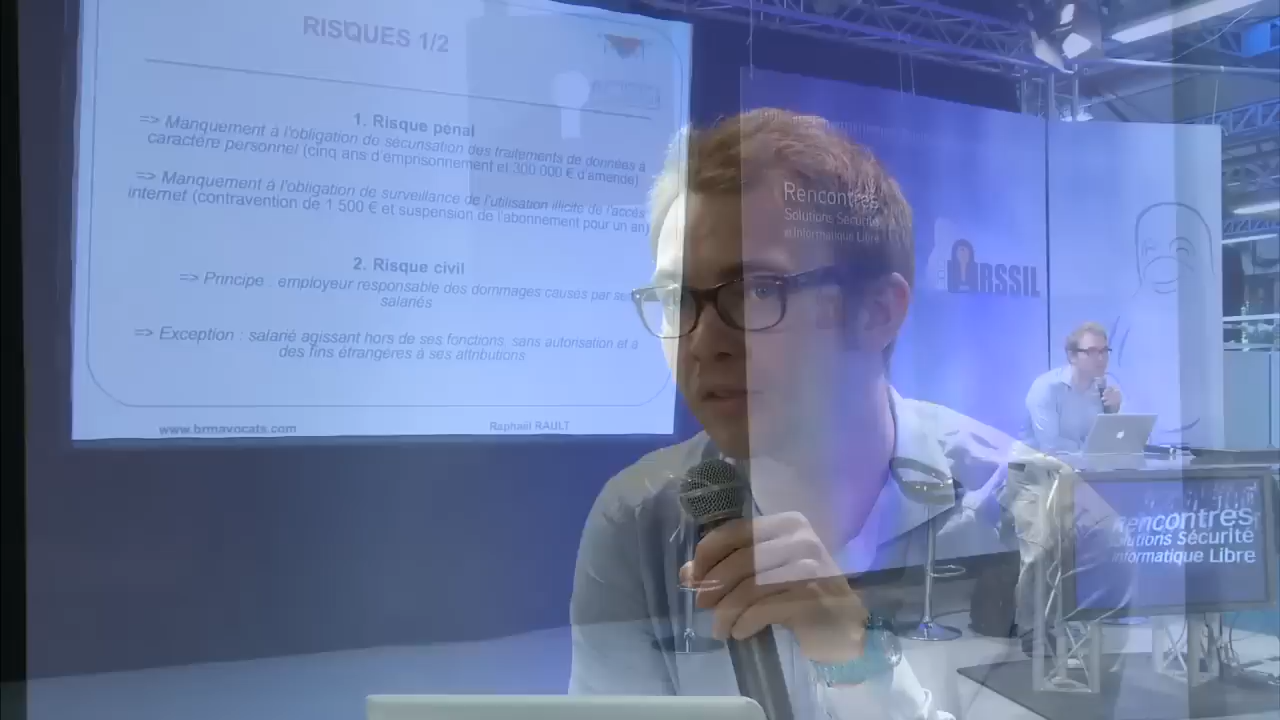 RISQUES 1/2
1. Risque pénal
=> Manquement à l'obligation de sécurisation des traitements de données à
caractère personnel (cinq ans d'emprisonnement et 300 000 € d'amende)
=> Manquement à l'obligation de surveillance de l'utilisation illicite de l'accès
internet (contravention de 1 500 € et suspension de l'abonnement pour un an)
2. Risque civil
=> Principe : employeur responsable des dommages causés par ses
salariés
=> Exception : salarié agissant hors de ses fonctions, sans autorisation et à
des fins étrangères à ses attributions
www.brmavocats.com
Raphaël RAULT
Rencontres
Solutions Sécurité
Informatique Libre
RSSIL
Rencontres
Solutions Sécurité
Informatique Libre